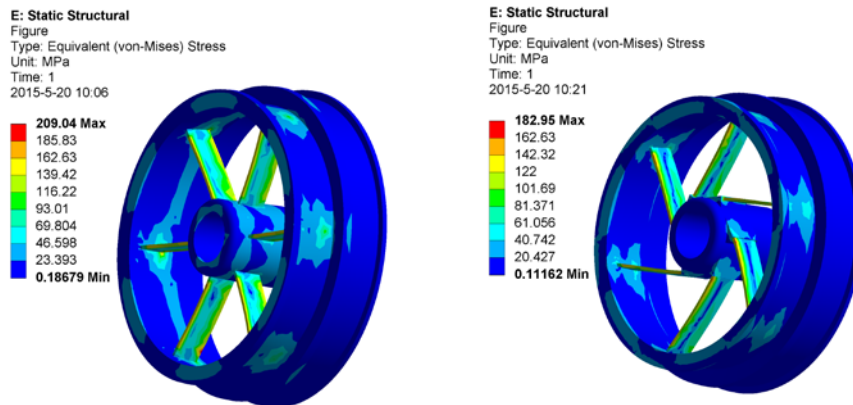 E: Static Structural
Figure
Type: Equivalent (von-Mises) Stress
Unit: MPa
Time: 1
2015-5-20 10:06
209.04 Max
185.83
162.63
139.42
116.22
93.01
69.804
46.598
23.393
0.18679 Min
E: Static Structural
Figure
Type: Equivalent (von-Mises) Stress
Unit: MPa
Time: 1
2015-5-20 10:21
182.95 Max
162.63
142.32
122
101.69
81.371
61.056
40.742
20.427
0.11162 Min